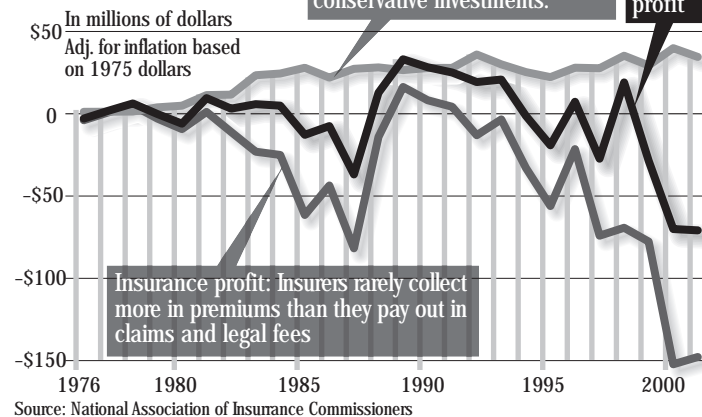 conservative investments.
profit
In millions of dollars
Adj. for inflation based
on 1975 dollars
$50
0
–$50
–$100
–$150
Insurance profit: Insurers rarely collect
more in premiums than they pay out in
claims and legal fees
1976 1980 1985 1990 1995 2000
Source: National Association of Insurance Commissioners